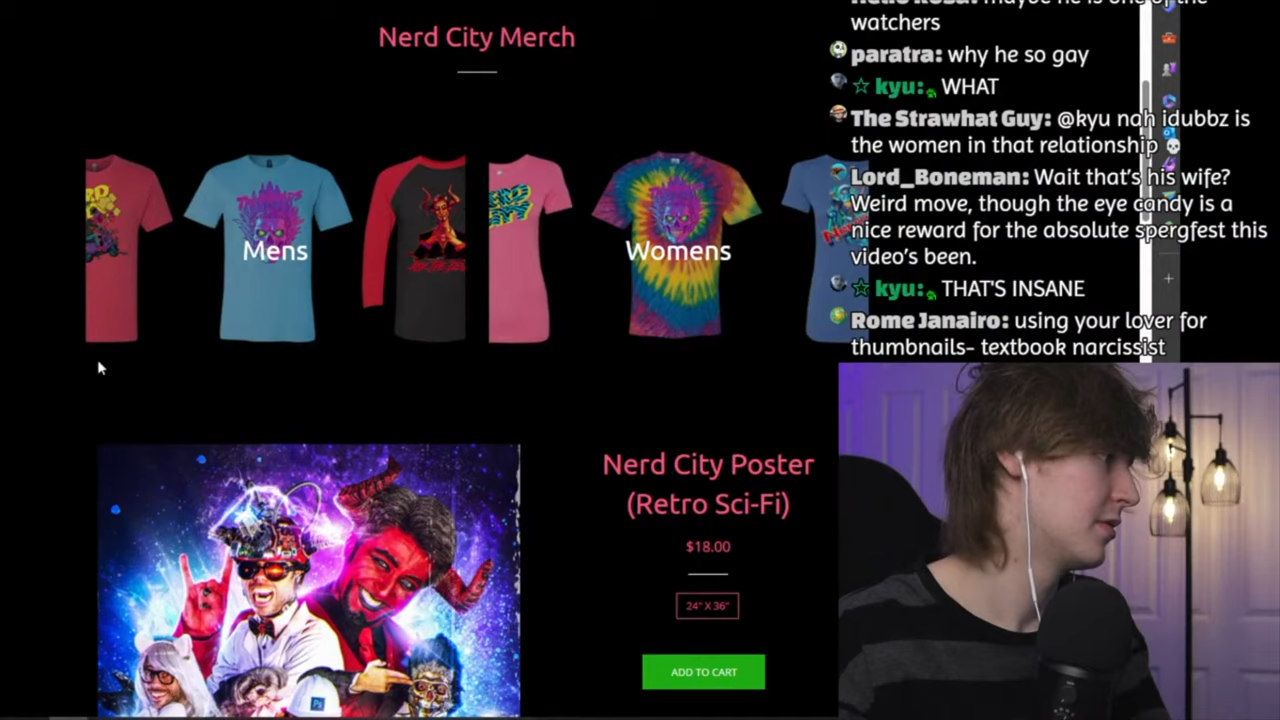 Nerd City Merch
Mens
Womens
Nerd City Poster
(Retro Sci-Fi)
$18.00
24" X 36"
ADD TO CART
Ps
watchers
paratra: why he so gay
☆ kyu: WHAT
The Strawhat Guy: @kyu nah idubbz is
the women in that relationship 💀
Lord_Boneman: Wait that's his wife?
Weird move, though the eye candy is a
nice reward for the absolute spergfest this
video's been.
☆ kyu: THAT'S INSANE
Rome Janairo: using your lover for
thumbnails- textbook narcissist